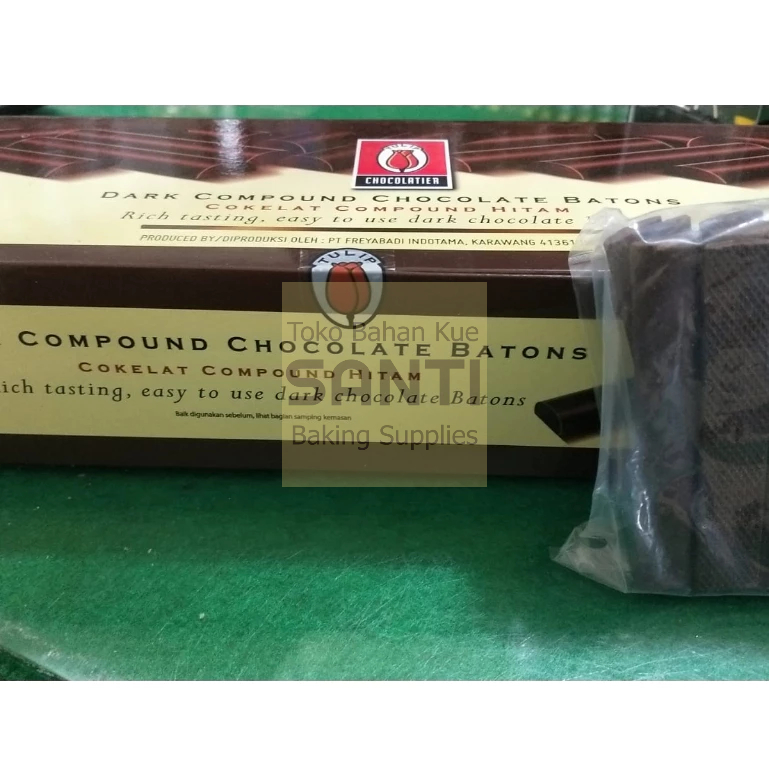 TULIP
CHOCOLATIER
DARK COMPOUND CHOCOLATE BATONS
COKELAT COMPOUND HITAM
Rich tasting, easy to use dark chocolate
PRODUCED BY/DIPRODUKSI OLEH : PT FREYABADI INDOTAMA, KARAWANG 41361
TULIP
COMPOUND CHOCOLATE BATONS
COKELAT COMPOUND HITAM
ich tasting, easy to use dark chocolate Batons
Baik digunakan sebelum, lihat bagian samping kemasan
Toko Bahan Kue
SANTI
Baking Supplies